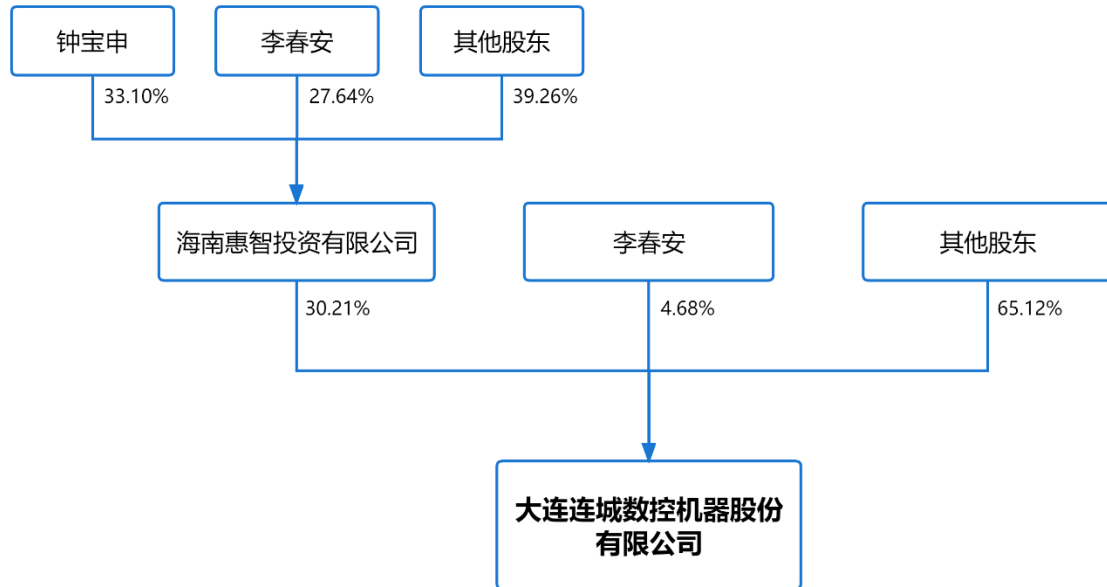 钟宝申
李春安
其他股东
33.10%
27.64%
39.26%
海南惠智投资有限公司
李春安
其他股东
30.21%
4.68%
65.12%
大连连城数控机器股份
有限公司